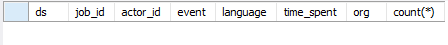 ds job_id actor_id event language time_spent org count(*)